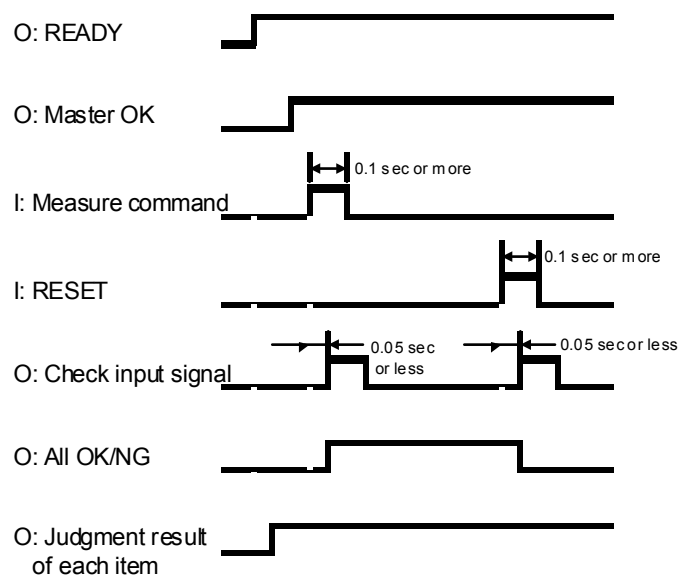 O: READY
O: Master OK
0.1 sec or more
I: Measure command
0.1 sec or more
I: RESET
0.05 sec
or less
0.05 sec or less
O: Check input signal
O: All OK/NG
O: Judgment result
of each item